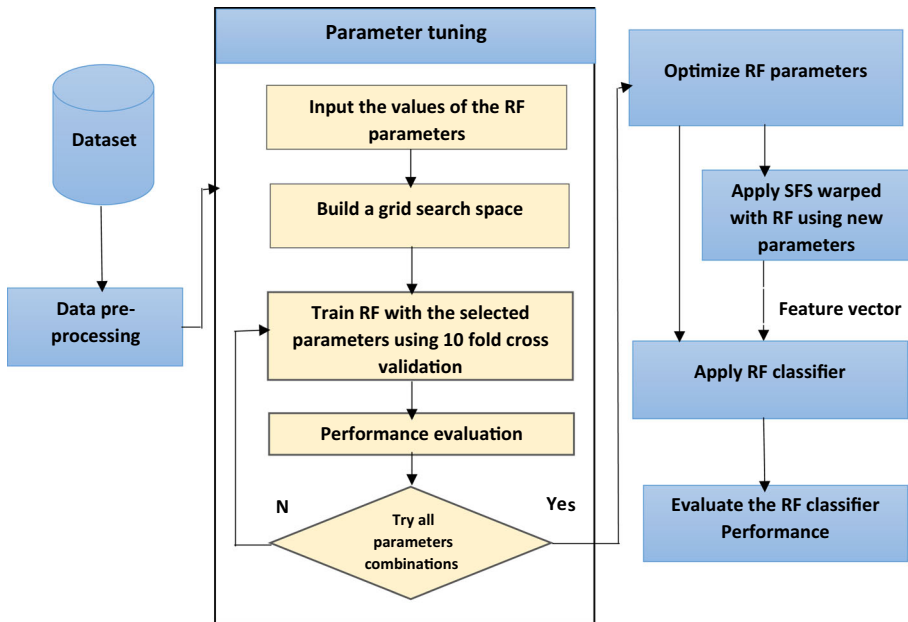 Dataset
Data pre-
processing
Parameter tuning
Input the values of the RF
parameters
Build a grid search space
Train RF with the selected
parameters using 10 fold cross
validation
Performance evaluation
Try all
parameters
combinations
N
Yes
Optimize RF parameters
Apply SFS warped
with RF using new
parameters
Feature vector
Apply RF classifier
Evaluate the RF classifier
Performance